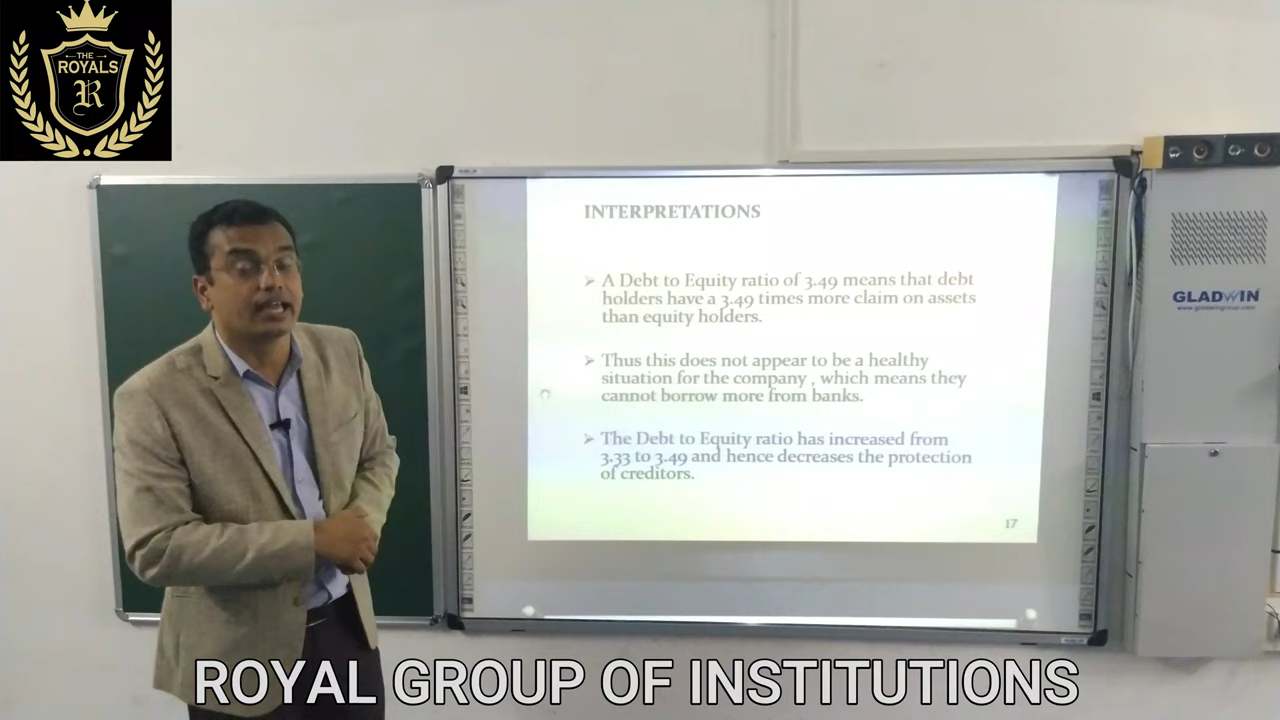 THE
ROYALS
R
INTERPRETATIONS
➢ A Debt to Equity ratio of 3.49 means that debt
holders have a 3.49 times more claim on assets
than equity holders.
➢ Thus this does not appear to be a healthy
situation for the company , which means they
cannot borrow more from banks.
➢ The Debt to Equity ratio has increased from
3.33 to 3.49 and hence decreases the protection
of creditors.
17
GLADWIN
www.gladwingroup.com
ROYAL GROUP OF INSTITUTIONS